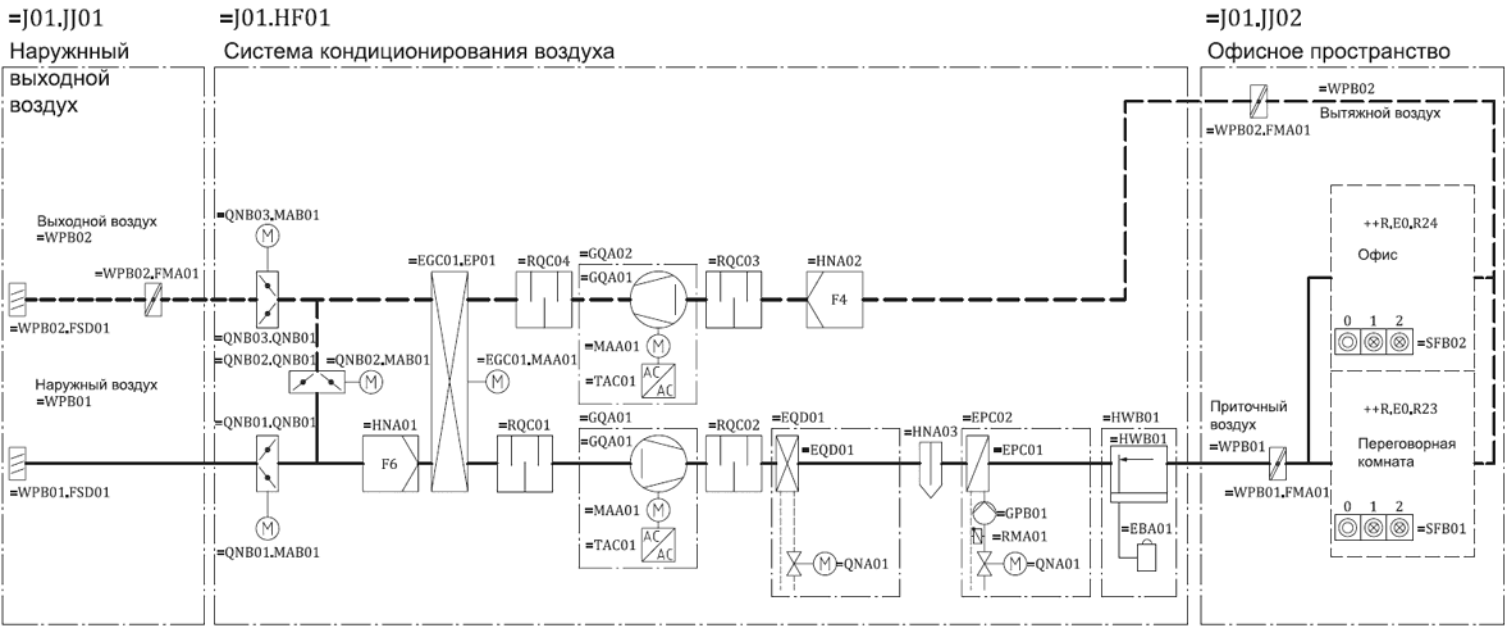 =J01.JJ01
=J01.HF01
=J01.JJ02
Наружнный
выходной
воздух
Система кондиционирования воздуха
Офисное пространство
=WPB02
Вытяжной воздух
=WPB02.FMA01
Выходной воздух
=WPB02
=WPB02.FMA01
=WPB02.FSD01
=QNB03.MAB01
M
=QNB03.QNB01
=QNB02.QNB01
=QNB02.MAB01
M
=EGC01.EP01
=EGC01.MAA01
M
=RQC04
=GQA02
=GQA01
=MAA01
M
=TAC01
AC
AC
=RQC03
=HNA02
F4
++R.E0.R24
Офис
0 1 2
=SFB02
Наружный воздух
=WPB01
=WPB01.FSD01
=QNB01.QNB01
M
=QNB01.MAB01
=HNA01
F6
=RQC01
=GQA01
=GQA01
=MAA01
M
=TAC01
AC
AC
=RQC02
=EQD01
=EQD01
M
=QNA01
=HNA03
=EPC02
=EPC01
=GPB01
=RMA01
M
=QNA01
=HWB01
=HWB01
=EBA01
Приточный
воздух
=WPB01
=WPB01.FMA01
++R.E0.R23
Переговорная
комната
0 1 2
=SFB01